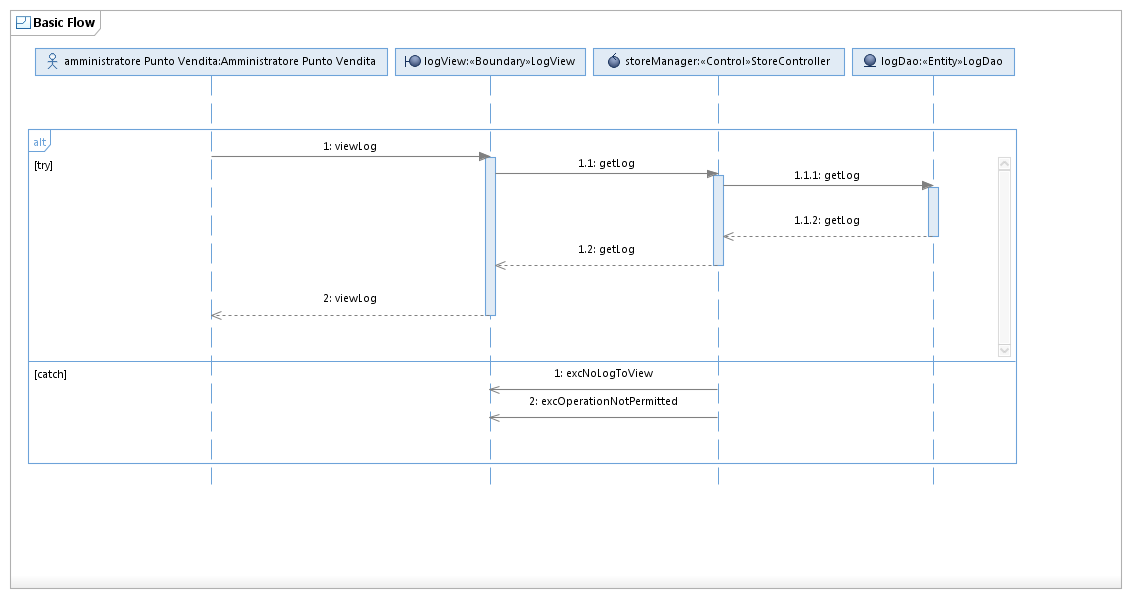 Basic Flow
amministratore Punto Vendita:Amministratore Punto Vendita
logView:«Boundary»LogView
storeManager:«Control»StoreController
logDao:«Entity»LogDao
alt
[try]
1: viewLog
1.1: getLog
1.1.1: getLog
1.1.2: getLog
1.2: getLog
2: viewLog
[catch]
1: excNoLogToView
2: excOperationNotPermitted